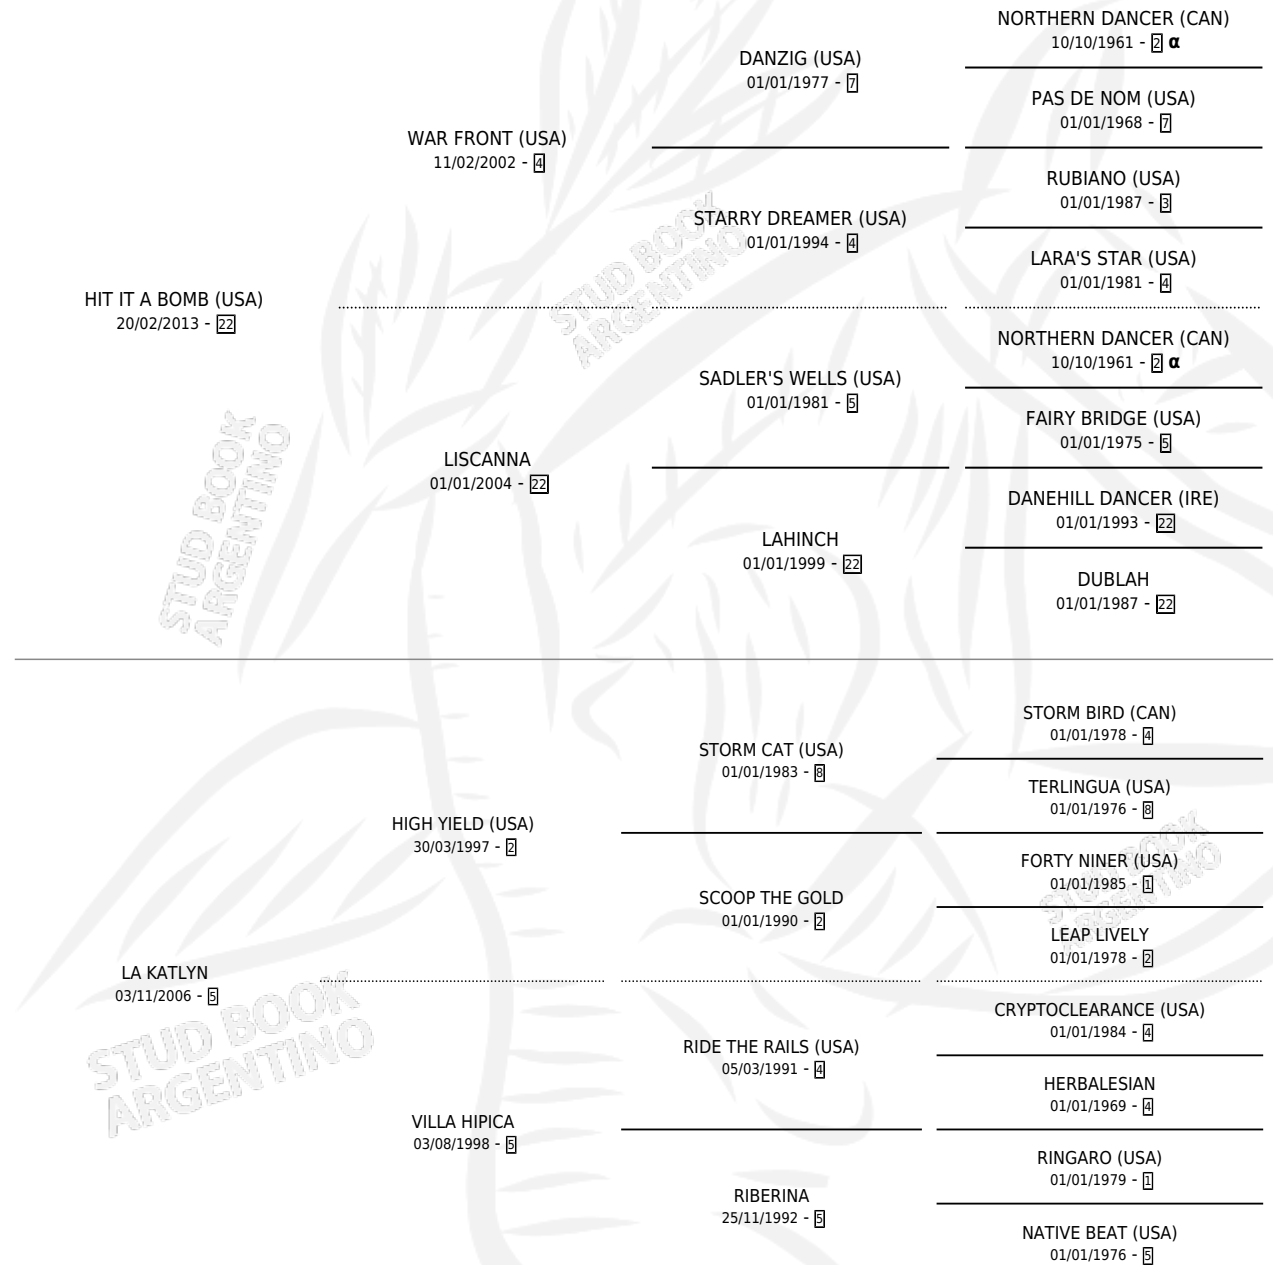 NORTHERN DANCER (CAN)
10/10/1961 - 2 α
DANZIG (USA)
01/01/1977 - 7
PAS DE NOM (USA)
01/01/1968 - 7
WAR FRONT (USA)
11/02/2002 - 4
RUBIANO (USA)
01/01/1987 - 3
STARRY DREAMER (USA)
01/01/1994 - 4
LARA'S STAR (USA)
01/01/1981 - 4
HIT IT A BOMB (USA)
20/02/2013 - 22
NORTHERN DANCER (CAN)
10/10/1961 - 2 α
SADLER'S WELLS (USA)
01/01/1981 - 5
FAIRY BRIDGE (USA)
01/01/1975 - 5
LISCANNA
01/01/2004 - 22
DANEHILL DANCER (IRE)
01/01/1993 - 22
LAHINCH
01/01/1999 - 22
DUBLAH
01/01/1987 - 22
STORM BIRD (CAN)
01/01/1978 - 4
STORM CAT (USA)
01/01/1983 - 8
TERLINGUA (USA)
01/01/1976 - 8
HIGH YIELD (USA)
30/03/1997 - 2
FORTY NINER (USA)
01/01/1985 - 1
SCOOP THE GOLD
01/01/1990 - 2
LEAP LIVELY
01/01/1978 - 2
LA KATLYN
03/11/2006 - 5
CRYPTOCLEARANCE (USA)
01/01/1984 - 4
RIDE THE RAILS (USA)
05/03/1991 - 4
HERBALESIAN
01/01/1969 - 4
VILLA HIPICA
03/08/1998 - 5
RINGARO (USA)
01/01/1979 - 1
RIBERINA
25/11/1992 - 5
NATIVE BEAT (USA)
01/01/1976 - 5
STUD BOOK
ARGENTINO
STUD BOOK
ARGENTINO
STUD BOOK
ARGENTINO
STUD BOOK
ARGENTINO